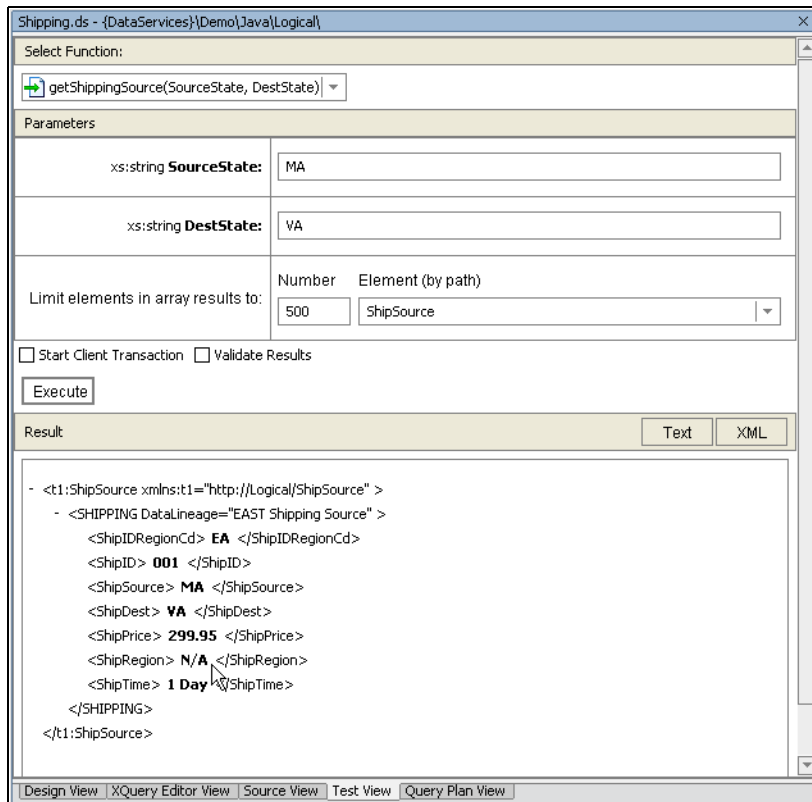 Shipping.ds - {DataServices}\Demo\Java\Logical\
Select Function:
getShippingSource(SourceState, DestState)
Parameters
xs:string SourceState: MA
xs:string DestState: VA
Number Element (by path)
Limit elements in array results to: 500 ShipSource
Start Client Transaction Validate Results
Execute
Result Text XML
- <t1:ShipSource xmlns:t1="http://Logical/ShipSource" >
- <SHIPPING DataLineage="EAST Shipping Source" >
<ShipIDRegionCd> EA </ShipIDRegionCd>
<ShipID> 001 </ShipID>
<ShipSource> MA </ShipSource>
<ShipDest> VA </ShipDest>
<ShipPrice> 299.95 </ShipPrice>
<ShipRegion> N/A </ShipRegion>
<ShipTime> 1 Day </ShipTime>
</SHIPPING>
</t1:ShipSource>
Design View XQuery Editor View Source View Test View Query Plan View